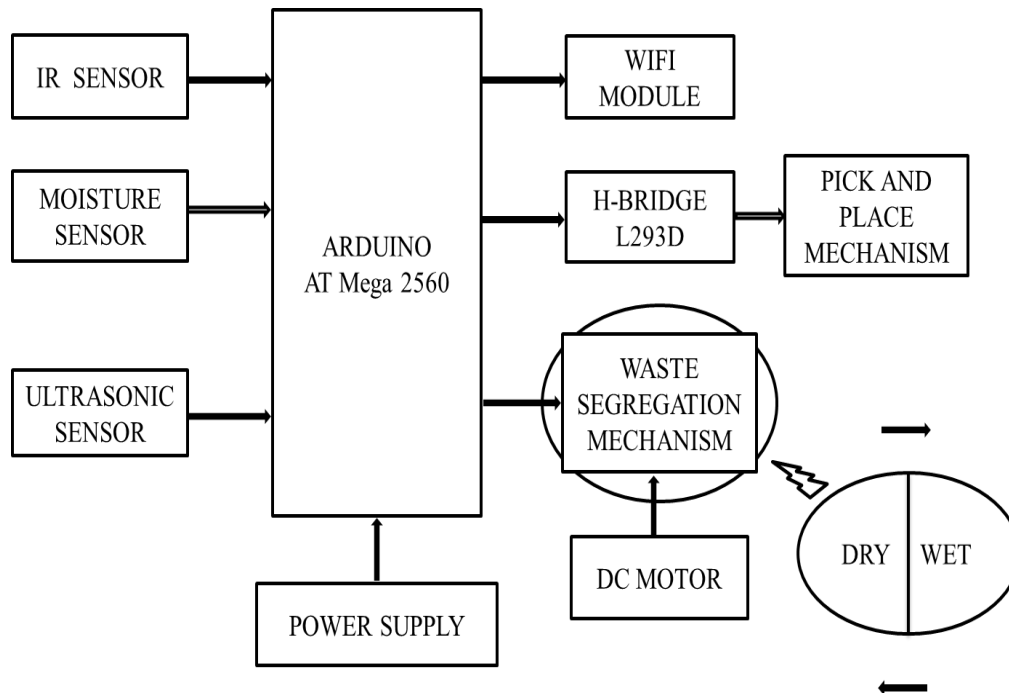 IR SENSOR
MOISTURE
SENSOR
ULTRASONIC
SENSOR
ARDUINO
AT Mega 2560
POWER SUPPLY
WIFI
MODULE
H-BRIDGE
L293D
PICK AND
PLACE
MECHANISM
WASTE
SEGREGATION
MECHANISM
DC MOTOR
DRY
WET